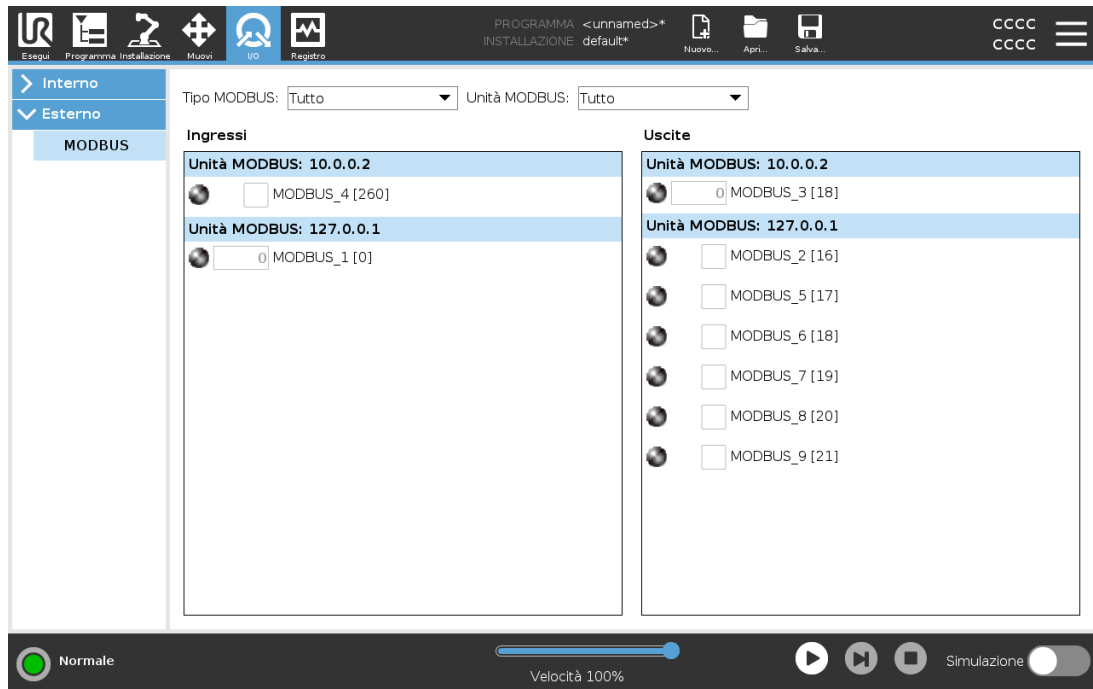 PROGRAMMA <unnamed>*
INSTALLAZIONE default*
CCCC
CCCC
Esegui Programma Installazione Muovi I/O Registro Nuovo... Apri... Salva...
Interno
Esterno
MODBUS
Tipo MODBUS: Tutto Unità MODBUS: Tutto
Ingressi
Unità MODBUS: 10.0.0.2
MODBUS_4 [260]
Unità MODBUS: 127.0.0.1
0 MODBUS_1 [0]
Uscite
Unità MODBUS: 10.0.0.2
0 MODBUS_3 [18]
Unità MODBUS: 127.0.0.1
MODBUS_2 [16]
MODBUS_5 [17]
MODBUS_6 [18]
MODBUS_7 [19]
MODBUS_8 [20]
MODBUS_9 [21]
Normale
Velocità 100%
Simulazione